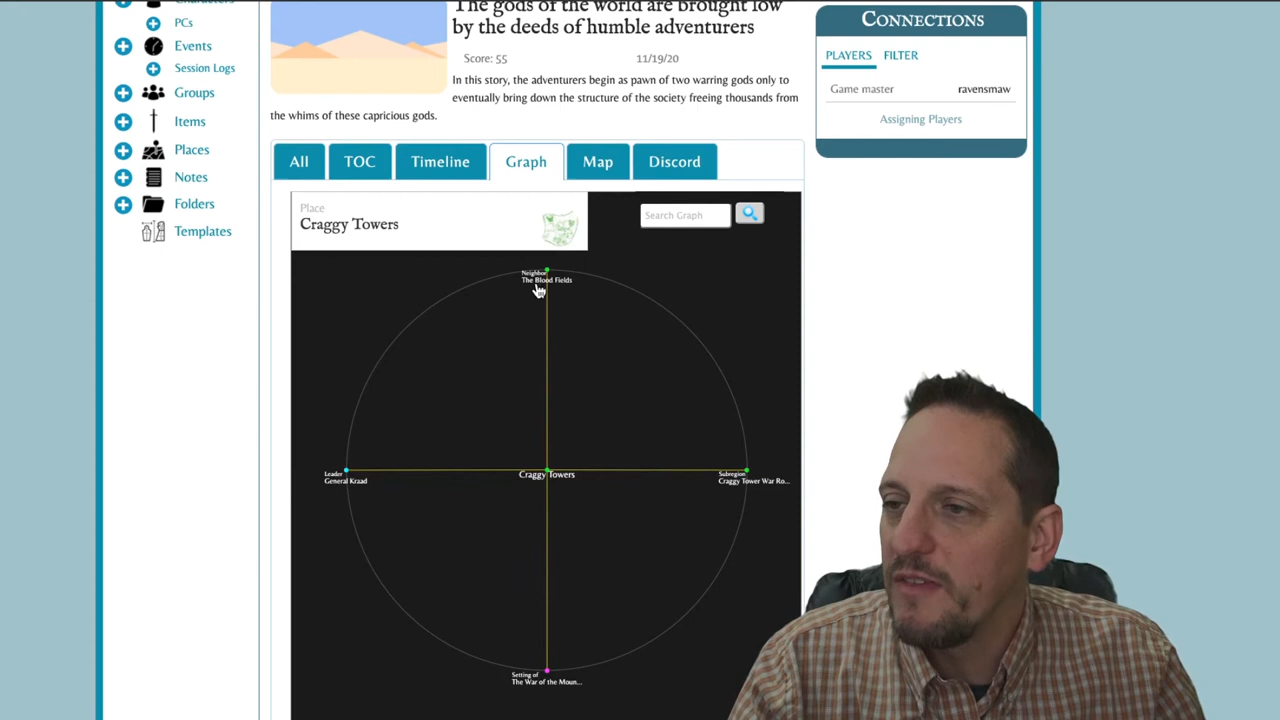 Characters
PCs
Events
Session Logs
Groups
Items
Places
Notes
Folders
Templates
The gods of the world are brought low
by the deeds of humble adventurers
Score: 55
11/19/20
In this story, the adventurers begin as pawn of two warring gods only to
eventually bring down the structure of the society freeing thousands from
the whims of these capricious gods.
All
TOC
Timeline
Graph
Map
Discord
Place
Craggy Towers
Search Graph
Neighbor
The Blood Fields
Leader
General Kraad
Craggy Towers
Subregion
Craggy Tower War Ro...
Setting of
The War of the Moun...
Connections
PLAYERS
FILTER
Game master
ravensmaw
Assigning Players